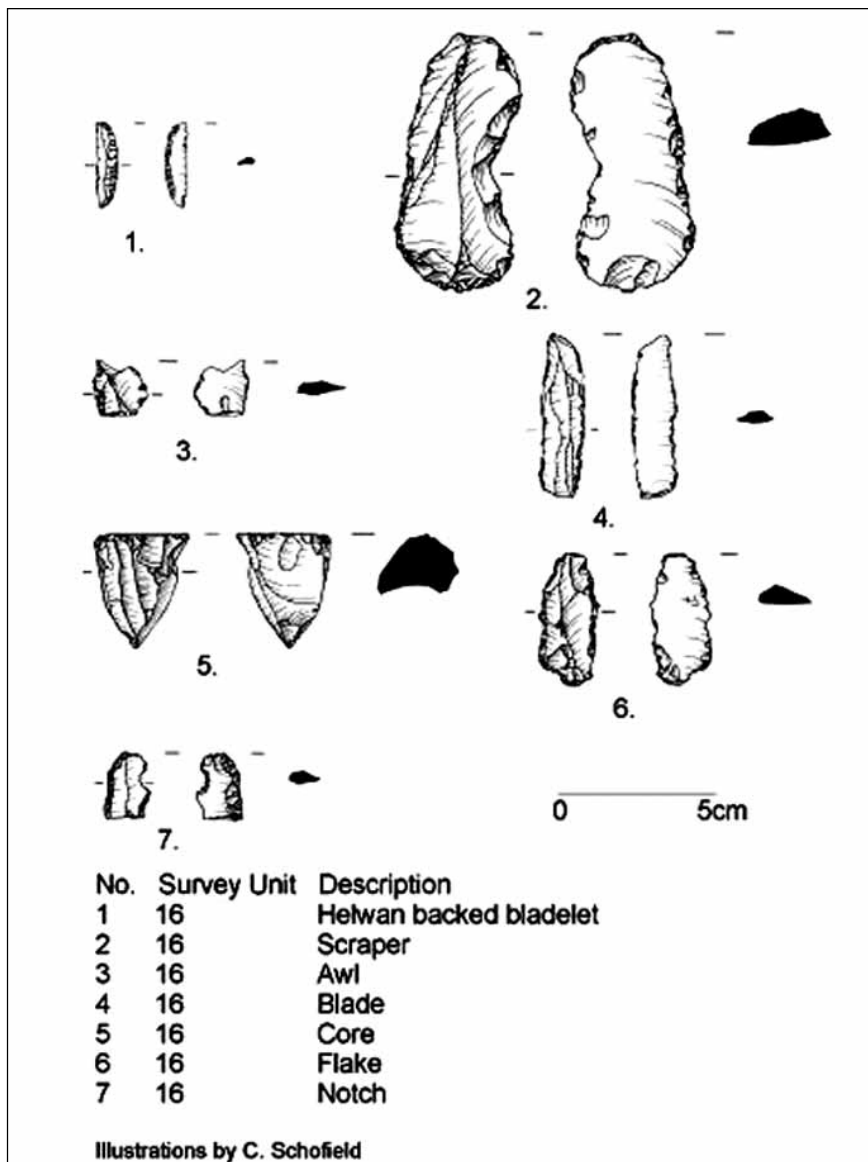 1.
2.
3.
4.
5.
6.
7.
0 5cm
No. Survey Unit Description
1 16 Helwan backed bladelet
2 16 Scraper
3 16 Awl
4 16 Blade
5 16 Core
6 16 Flake
7 16 Notch
Illustrations by C. Schofield